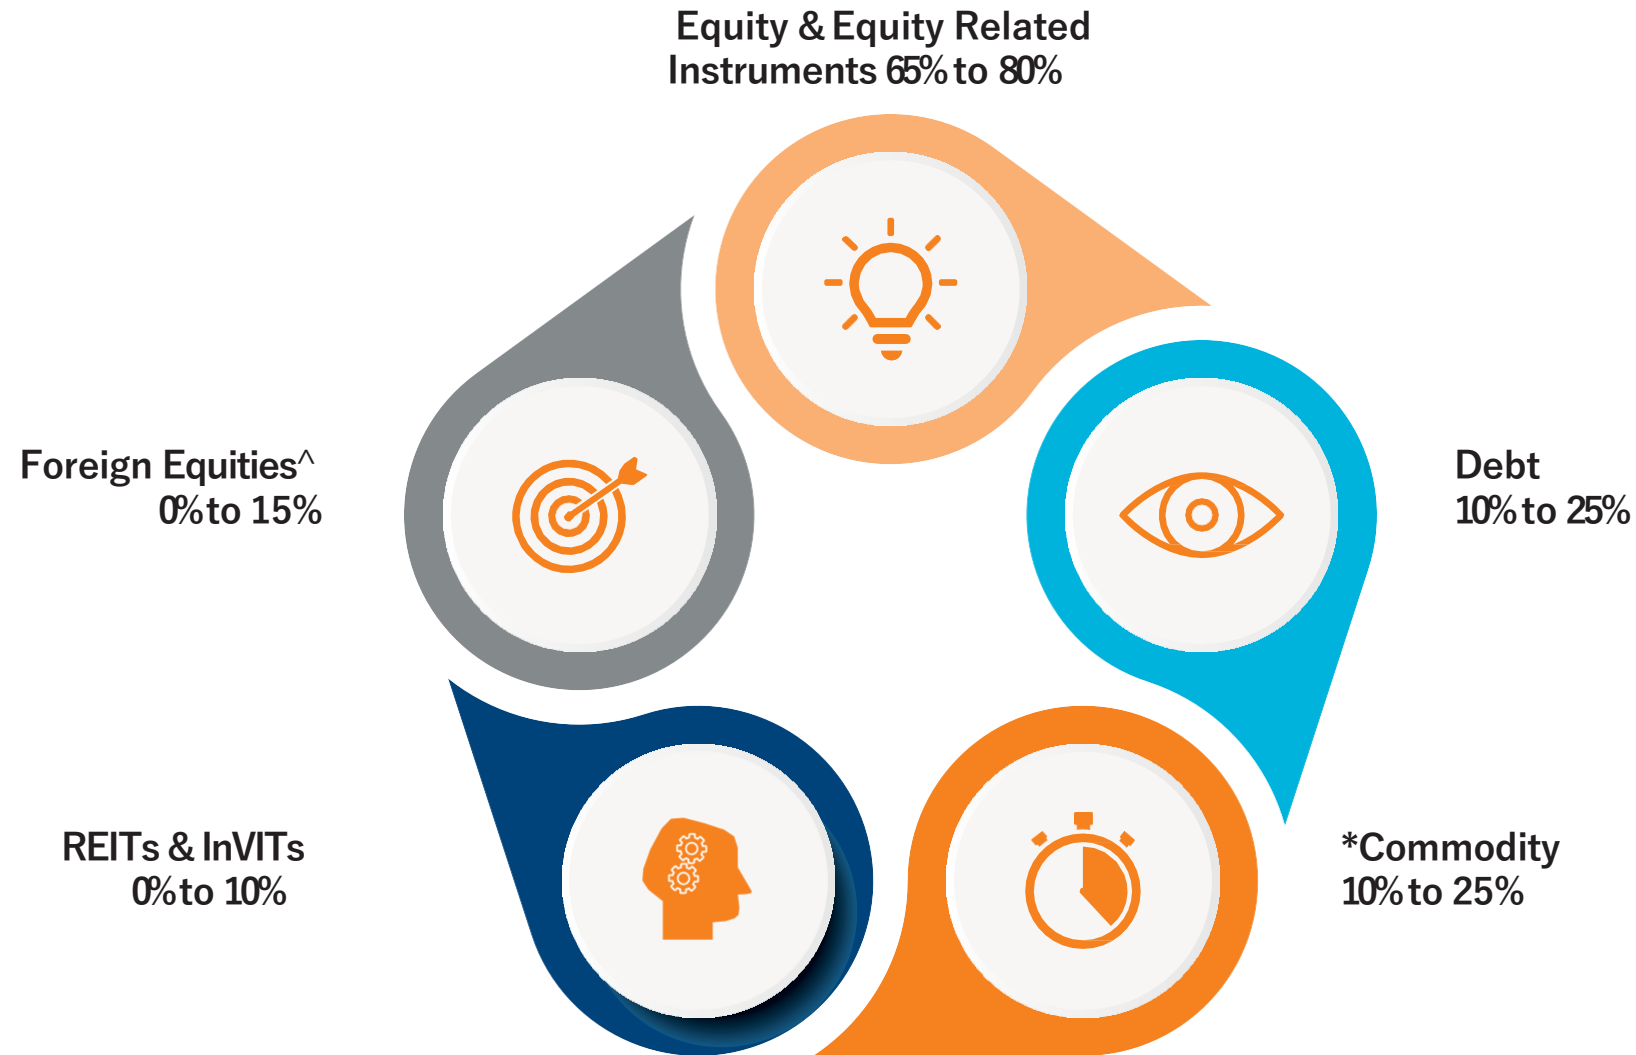 Equity & Equity Related
Instruments 65% to 80%
Foreign Equities^
0% to 15%
Debt
10% to 25%
REITs & InVITs
0% to 10%
*Commodity
10% to 25%